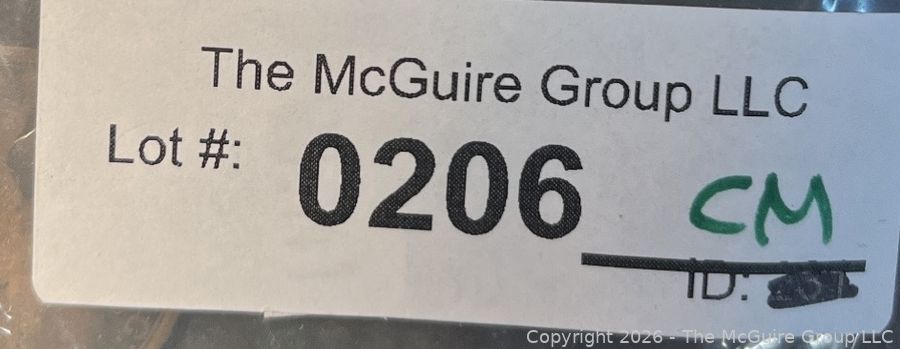 The McGuire Group LLC
Lot #: 0206
CM
ID:
Copyright 2026 - The McGuire Group LLC